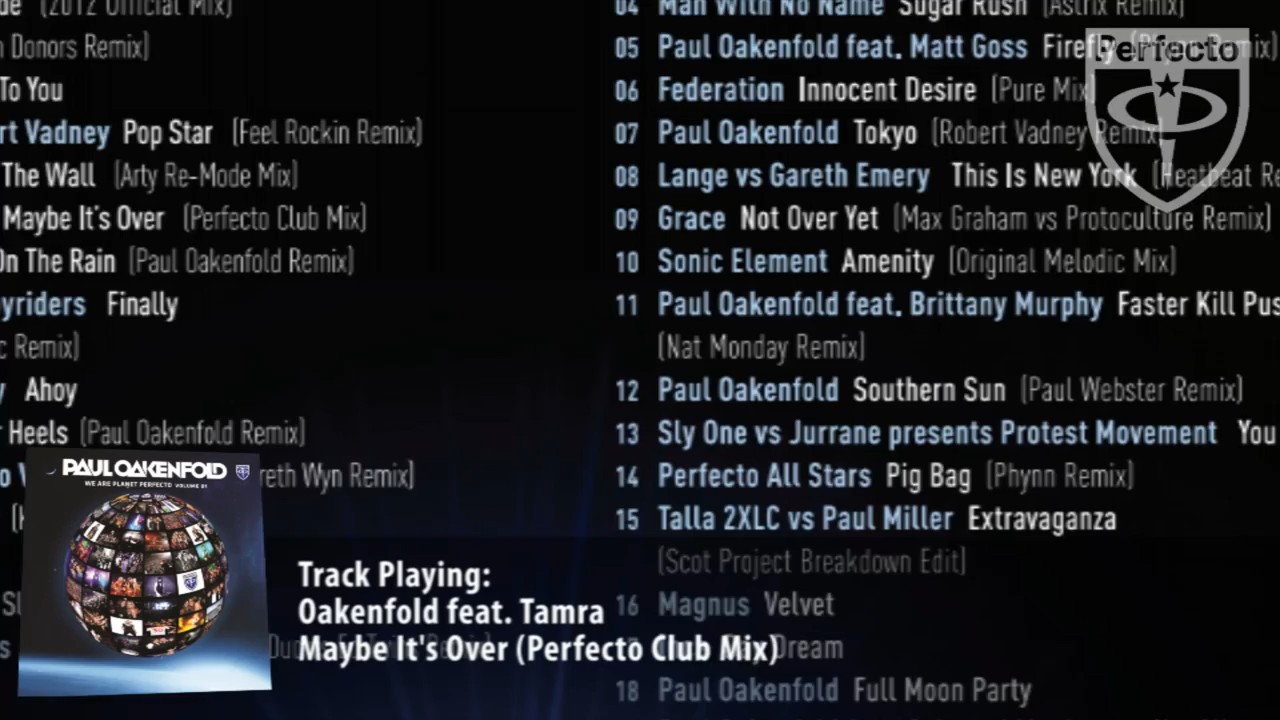 de (2012 Official Mix)
Donors Remix)
To You
rt Vadney Pop Star (Feel Rockin Remix)
The Wall (Arty Re-Mode Mix)
Maybe It's Over (Perfecto Club Mix)
On The Rain (Paul Oakenfold Remix)
yriders Finally
c Remix)
y Ahoy
r Heels (Paul Oakenfold Remix)
reth Wyn Remix)
04 Man With No Name Sugar Rush (Astrix Remix)
05 Paul Oakenfold feat. Matt Goss Firefly
06 Federation Innocent Desire (Pure Mix)
07 Paul Oakenfold Tokyo (Robert Vadney Remix)
08 Lange vs Gareth Emery This Is New York (Heatbeat Re
09 Grace Not Over Yet (Max Graham vs Protoculture Remix)
10 Sonic Element Amenity (Original Melodic Mix)
11 Paul Oakenfold feat. Brittany Murphy Faster Kill Pus
(Nat Monday Remix)
12 Paul Oakenfold Southern Sun (Paul Webster Remix)
13 Sly One vs Jurrane presents Protest Movement You
14 Perfecto All Stars Pig Bag (Phynn Remix)
15 Talla 2XLC vs Paul Miller Extravaganza
(Scot Project Breakdown Edit)
16 Magnus Velvet
Dream
18 Paul Oakenfold Full Moon Party
Perfecto
PAUL OAKENFOLD
WE ARE PLANET PERFECTO VOLUME 01
Track Playing:
Oakenfold feat. Tamra
Maybe It's Over (Perfecto Club Mix)